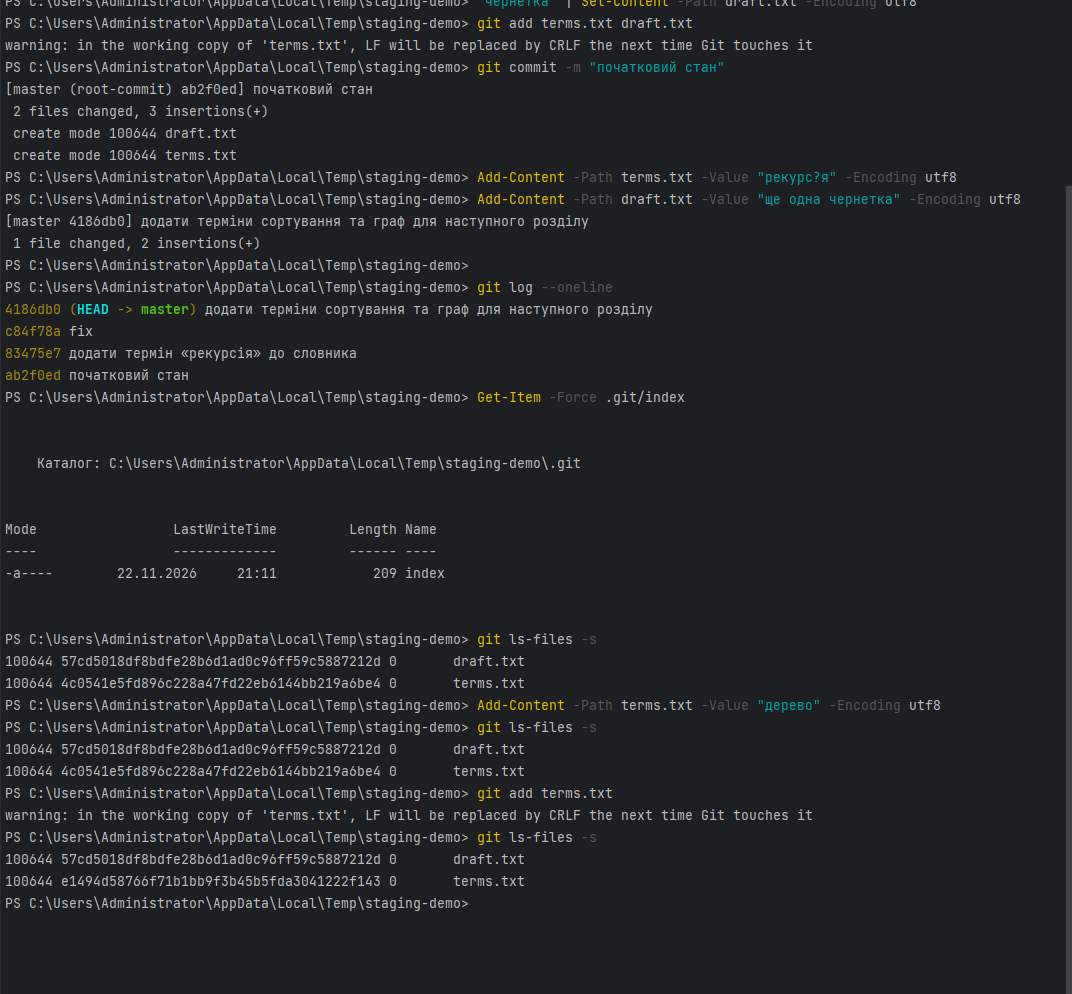 PS C:\Users\Administrator\AppData\Local\Temp\staging-demo> "чернетка" | Set-Content -Path draft.txt -Encoding utf8
PS C:\Users\Administrator\AppData\Local\Temp\staging-demo> git add terms.txt draft.txt
warning: in the working copy of 'terms.txt', LF will be replaced by CRLF the next time Git touches it
PS C:\Users\Administrator\AppData\Local\Temp\staging-demo> git commit -m "початковий стан"
[master (root-commit) ab2f0ed] початковий стан
 2 files changed, 3 insertions(+)
 create mode 100644 draft.txt
 create mode 100644 terms.txt
PS C:\Users\Administrator\AppData\Local\Temp\staging-demo> Add-Content -Path terms.txt -Value "рекурс?я" -Encoding utf8
PS C:\Users\Administrator\AppData\Local\Temp\staging-demo> Add-Content -Path draft.txt -Value "ще одна чернетка" -Encoding utf8
[master 4186db0] додати терміни сортування та граф для наступного розділу
 1 file changed, 2 insertions(+)
PS C:\Users\Administrator\AppData\Local\Temp\staging-demo>
PS C:\Users\Administrator\AppData\Local\Temp\staging-demo> git log --oneline
4186db0 (HEAD -> master) додати терміни сортування та граф для наступного розділу
c84f78a fix
83475e7 додати термін «рекурсія» до словника
ab2f0ed початковий стан
PS C:\Users\Administrator\AppData\Local\Temp\staging-demo> Get-Item -Force .git/index
    Каталог: C:\Users\Administrator\AppData\Local\Temp\staging-demo\.git
Mode                 LastWriteTime         Length Name
----                 -------------         ------ ----
-a----        22.11.2026     21:11            209 index
PS C:\Users\Administrator\AppData\Local\Temp\staging-demo> git ls-files -s
100644 57cd5018df8bdfe28b6d1ad0c96ff59c5887212d 0       draft.txt
100644 4c0541e5fd896c228a47fd22eb6144bb219a6be4 0       terms.txt
PS C:\Users\Administrator\AppData\Local\Temp\staging-demo> Add-Content -Path terms.txt -Value "дерево" -Encoding utf8
PS C:\Users\Administrator\AppData\Local\Temp\staging-demo> git ls-files -s
100644 57cd5018df8bdfe28b6d1ad0c96ff59c5887212d 0       draft.txt
100644 4c0541e5fd896c228a47fd22eb6144bb219a6be4 0       terms.txt
PS C:\Users\Administrator\AppData\Local\Temp\staging-demo> git add terms.txt
warning: in the working copy of 'terms.txt', LF will be replaced by CRLF the next time Git touches it
PS C:\Users\Administrator\AppData\Local\Temp\staging-demo> git ls-files -s
100644 57cd5018df8bdfe28b6d1ad0c96ff59c5887212d 0       draft.txt
100644 e1494d58766f71b1bb9f3b45b5fda3041222f143 0       terms.txt
PS C:\Users\Administrator\AppData\Local\Temp\staging-demo>